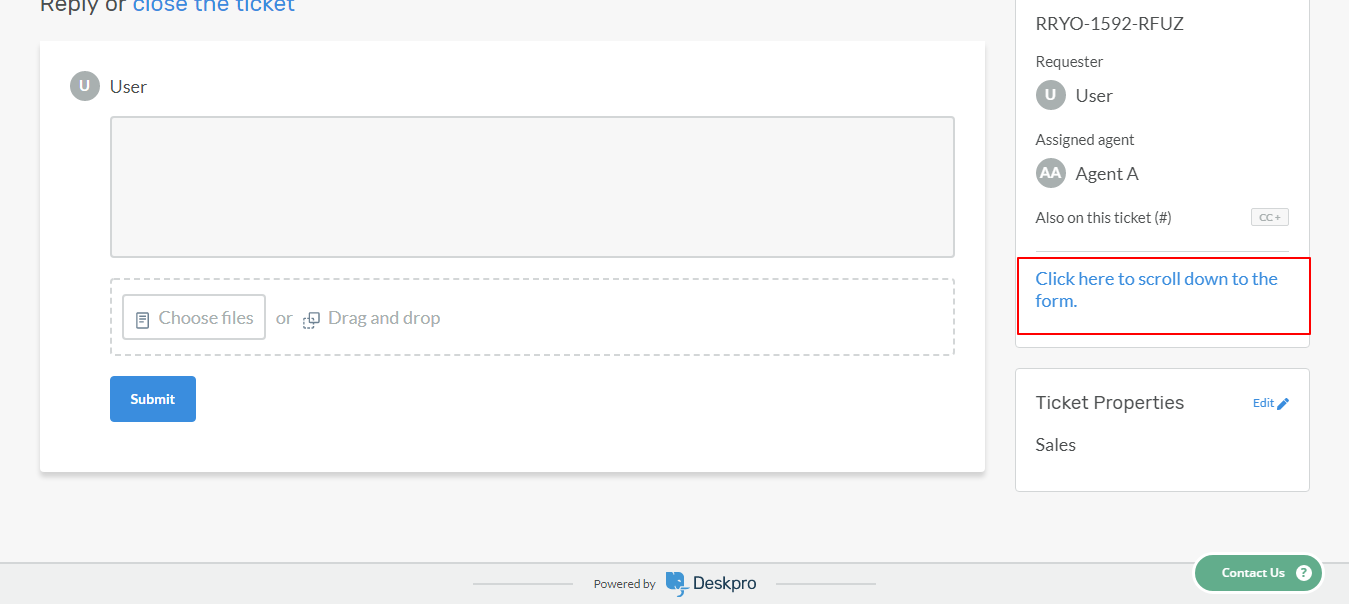 Reply or close the ticket
U User
Choose files or Drag and drop
Submit
RRYO-1592-RFUZ
Requester
U User
Assigned agent
AA Agent A
Also on this ticket (#) CC +
Click here to scroll down to the
form.
Ticket Properties Edit
Sales
Powered by Deskpro
Contact Us ?